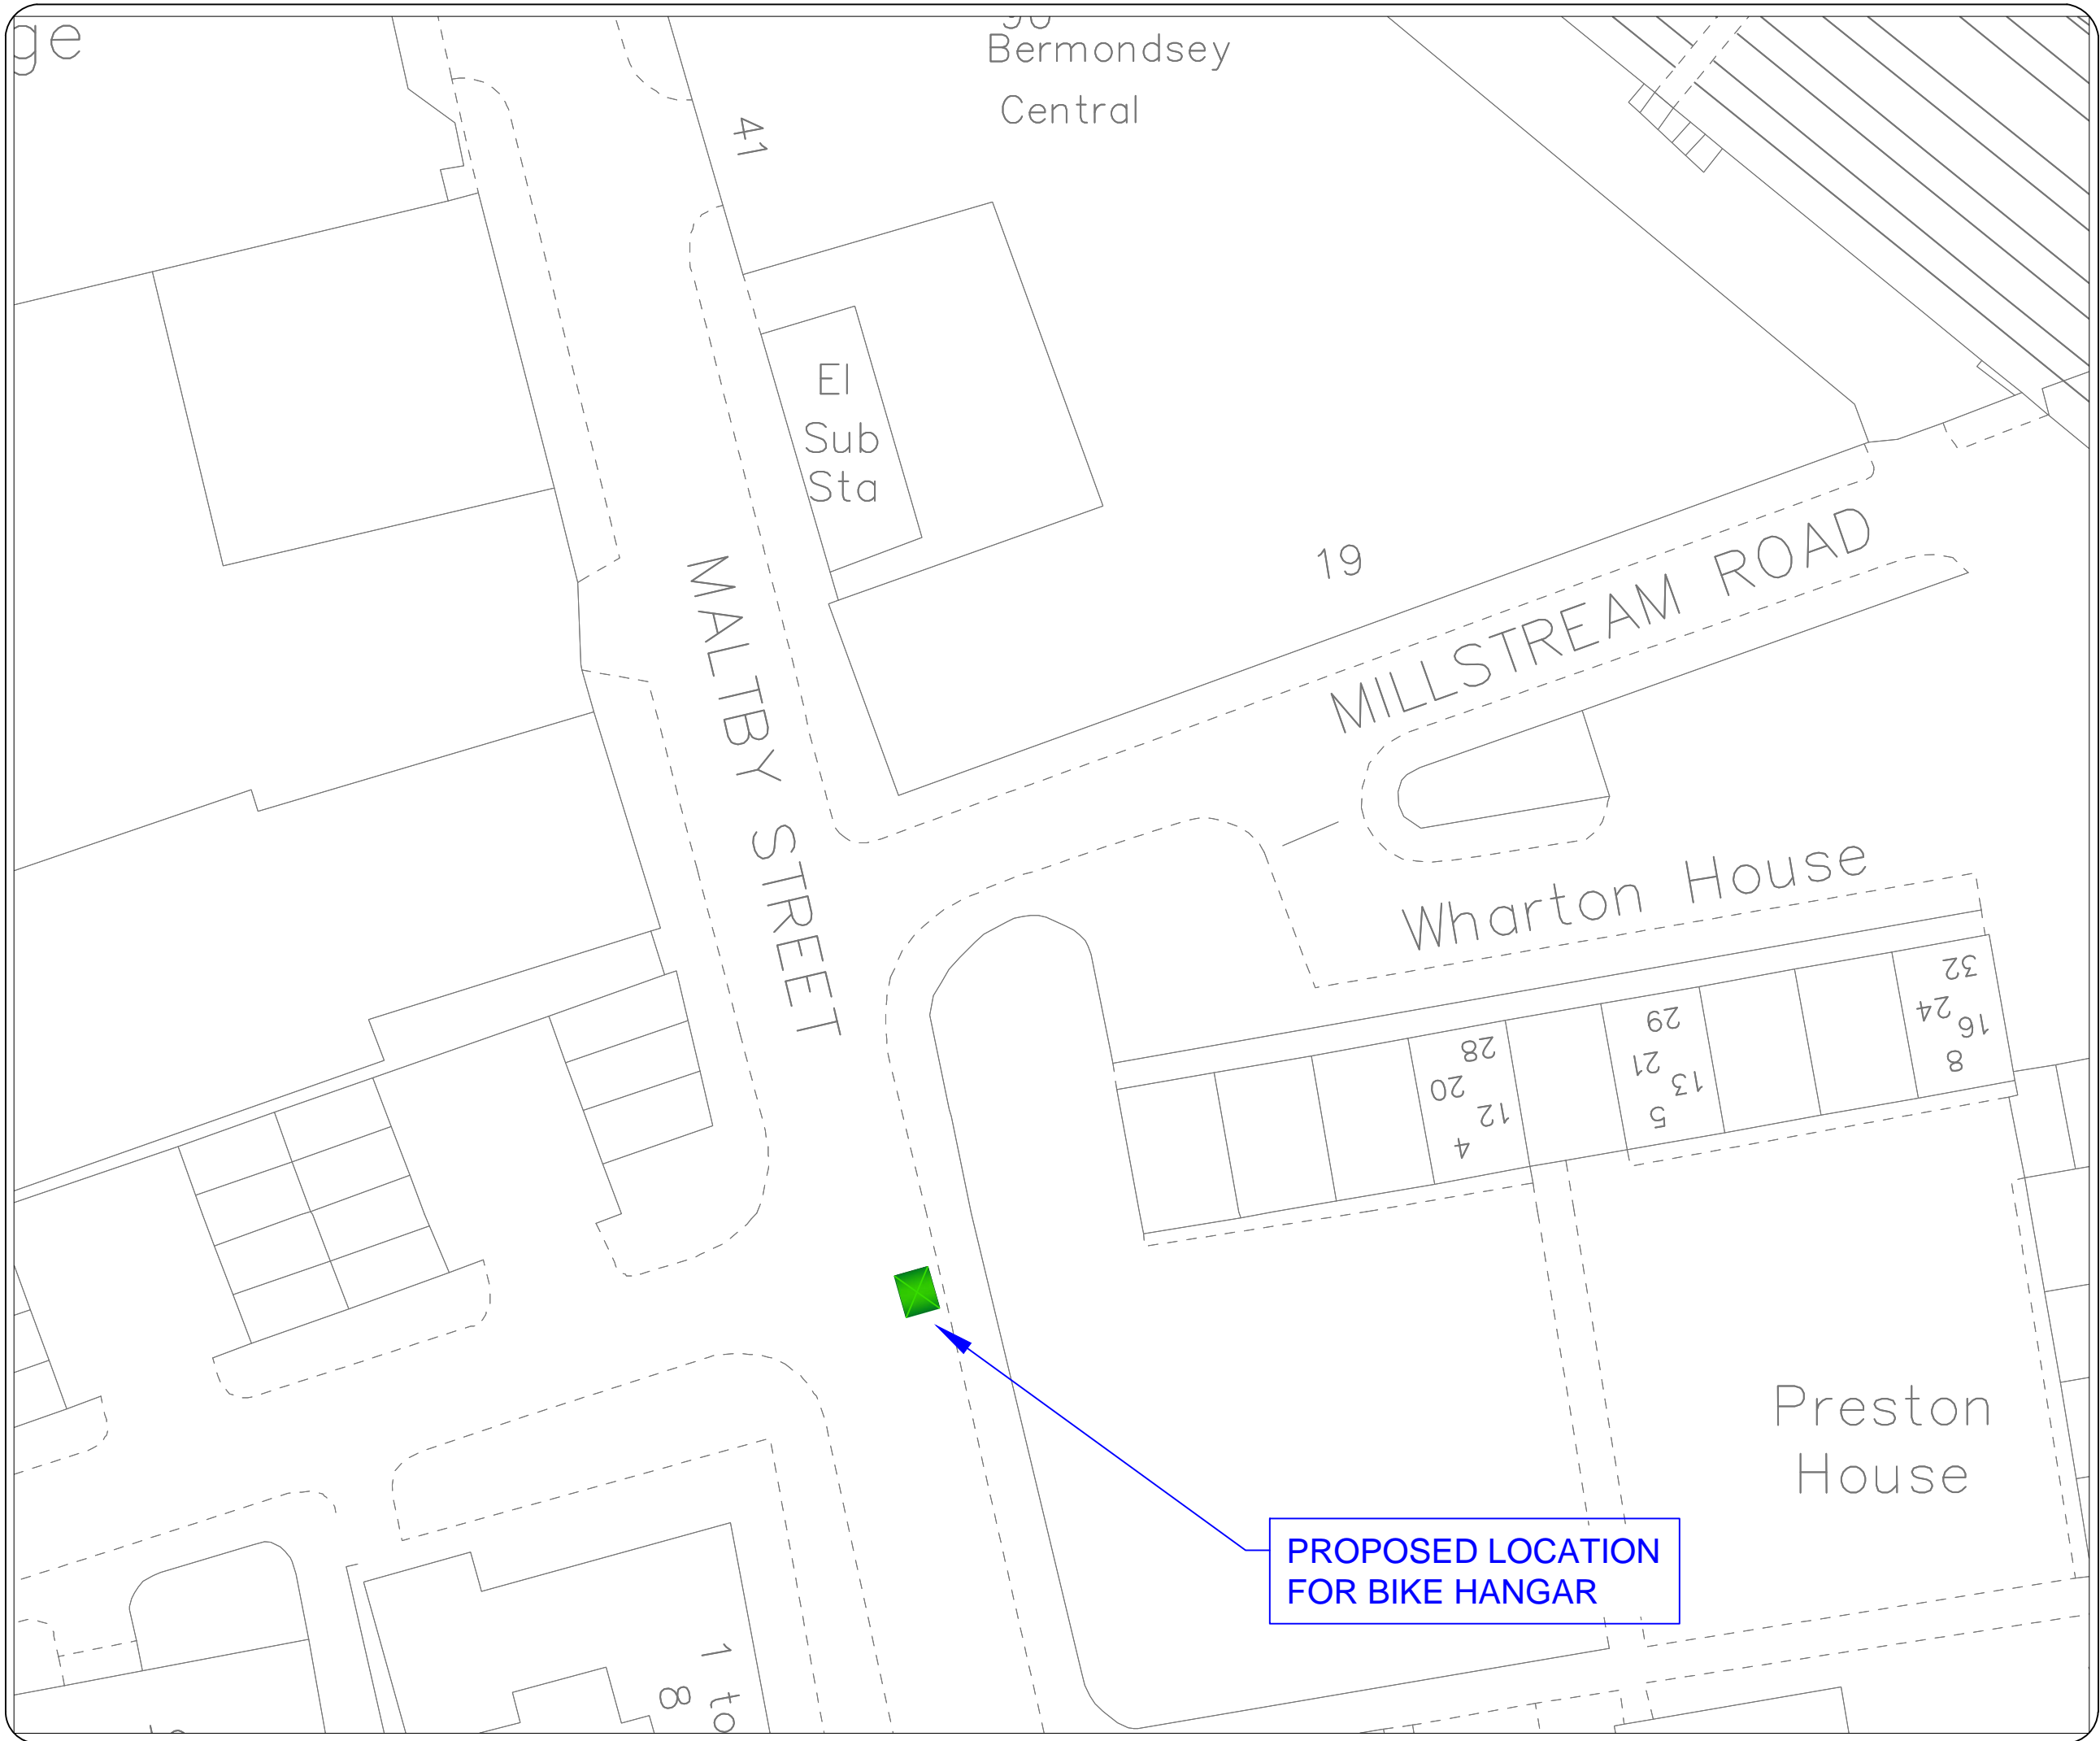 ge
Bermondsey
Central
41
El
Sub
Sta
19
MALTBY STREET
MILLSTREAM ROAD
Wharton House
32
24
16
8
29
21
13
5
28
20
12
4
Preston
House
PROPOSED LOCATION
FOR BIKE HANGAR
1 to
8